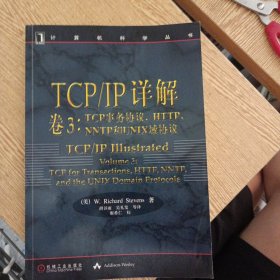 计算机科学丛书
TCP/IP 详解
卷3：TCP事务协议、HTTP、
NNTP和UNIX域协议
TCP/IP Illustrated
Volume 3:
TCP for Transactions, HTTP, NNTP,
and the UNIX Domain Protocols
(美) W. Richard Stevens 著
机械工业出版社
Addison-Wesley